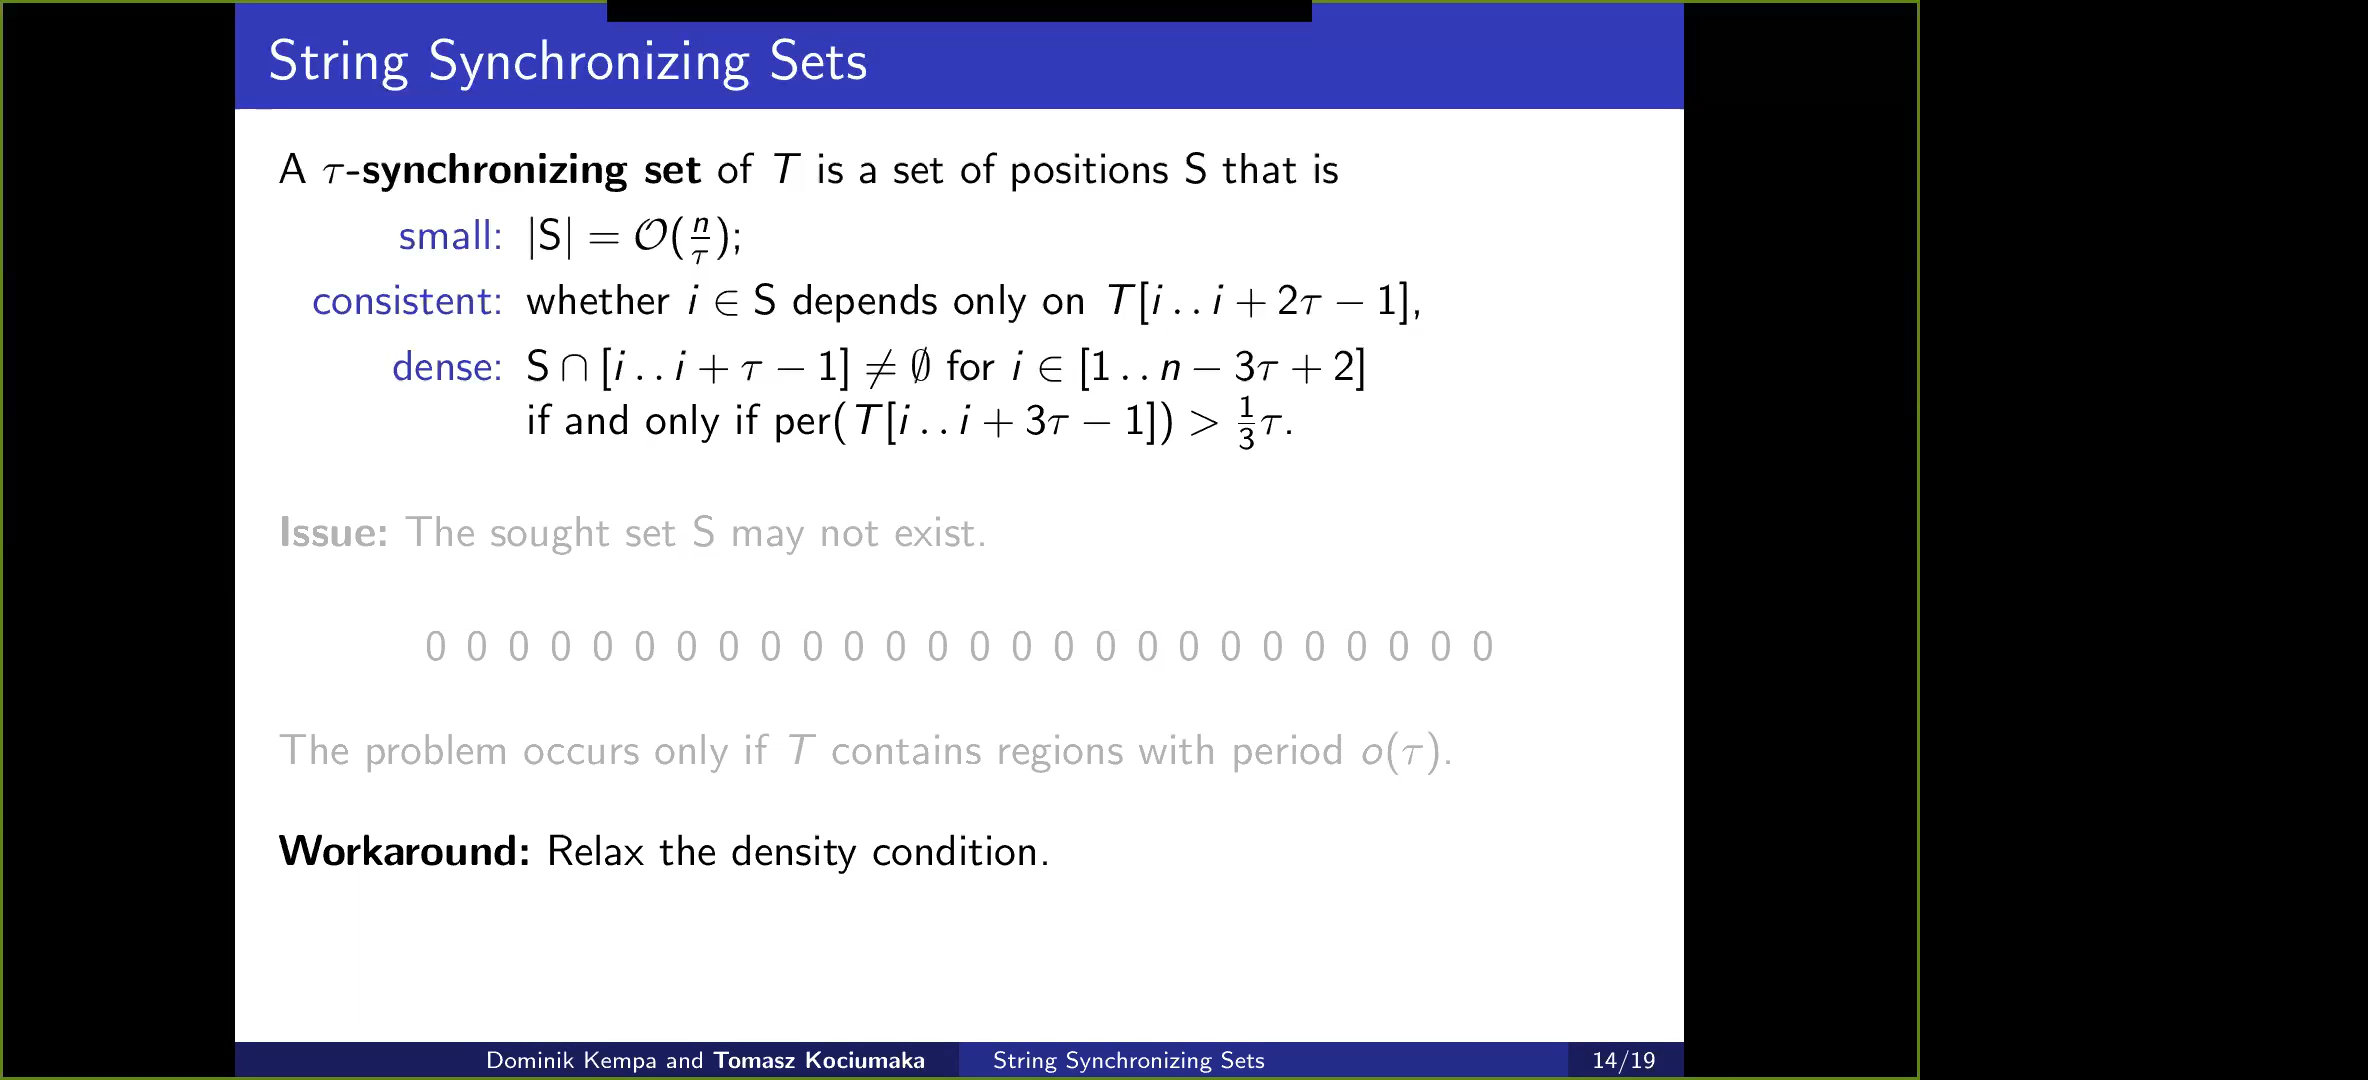 String Synchronizing Sets
A τ-synchronizing set of T is a set of positions S that is
small: |S| = 𝒪(n/τ);
consistent: whether i ∈ S depends only on T[i . . i + 2τ − 1],
dense: S ∩ [i . . i + τ − 1] ≠ ∅ for i ∈ [1 . . n − 3τ + 2]
if and only if per(T[i . . i + 3τ − 1]) > 1/3 τ.
Issue: The sought set S may not exist.
0 0 0 0 0 0 0 0 0 0 0 0 0 0 0 0 0 0 0 0 0 0 0 0 0 0
The problem occurs only if T contains regions with period o(τ).
Workaround: Relax the density condition.
Dominik Kempa and Tomasz Kociumaka String Synchronizing Sets 14/19